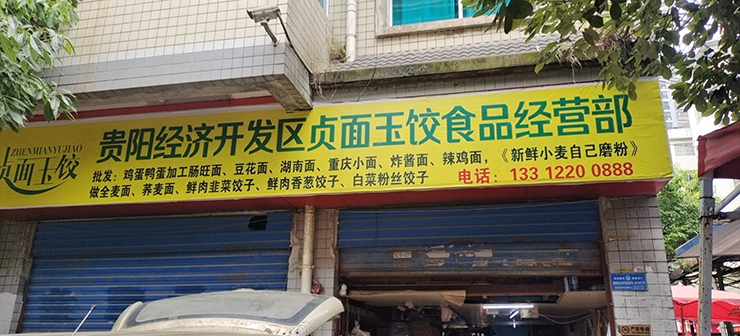 ZHENMIANYUJIAO
贞面玉饺
贵阳经济开发区贞面玉饺食品经营部
批发:鸡蛋鸭蛋加工肠旺面、豆花面、湖南面、重庆小面、炸酱面、辣鸡面,《新鲜小麦自己磨粉》
做全麦面、荞麦面、鲜肉韭菜饺子、鲜肉香葱饺子、白菜粉丝饺子
电话:133 1220 0888